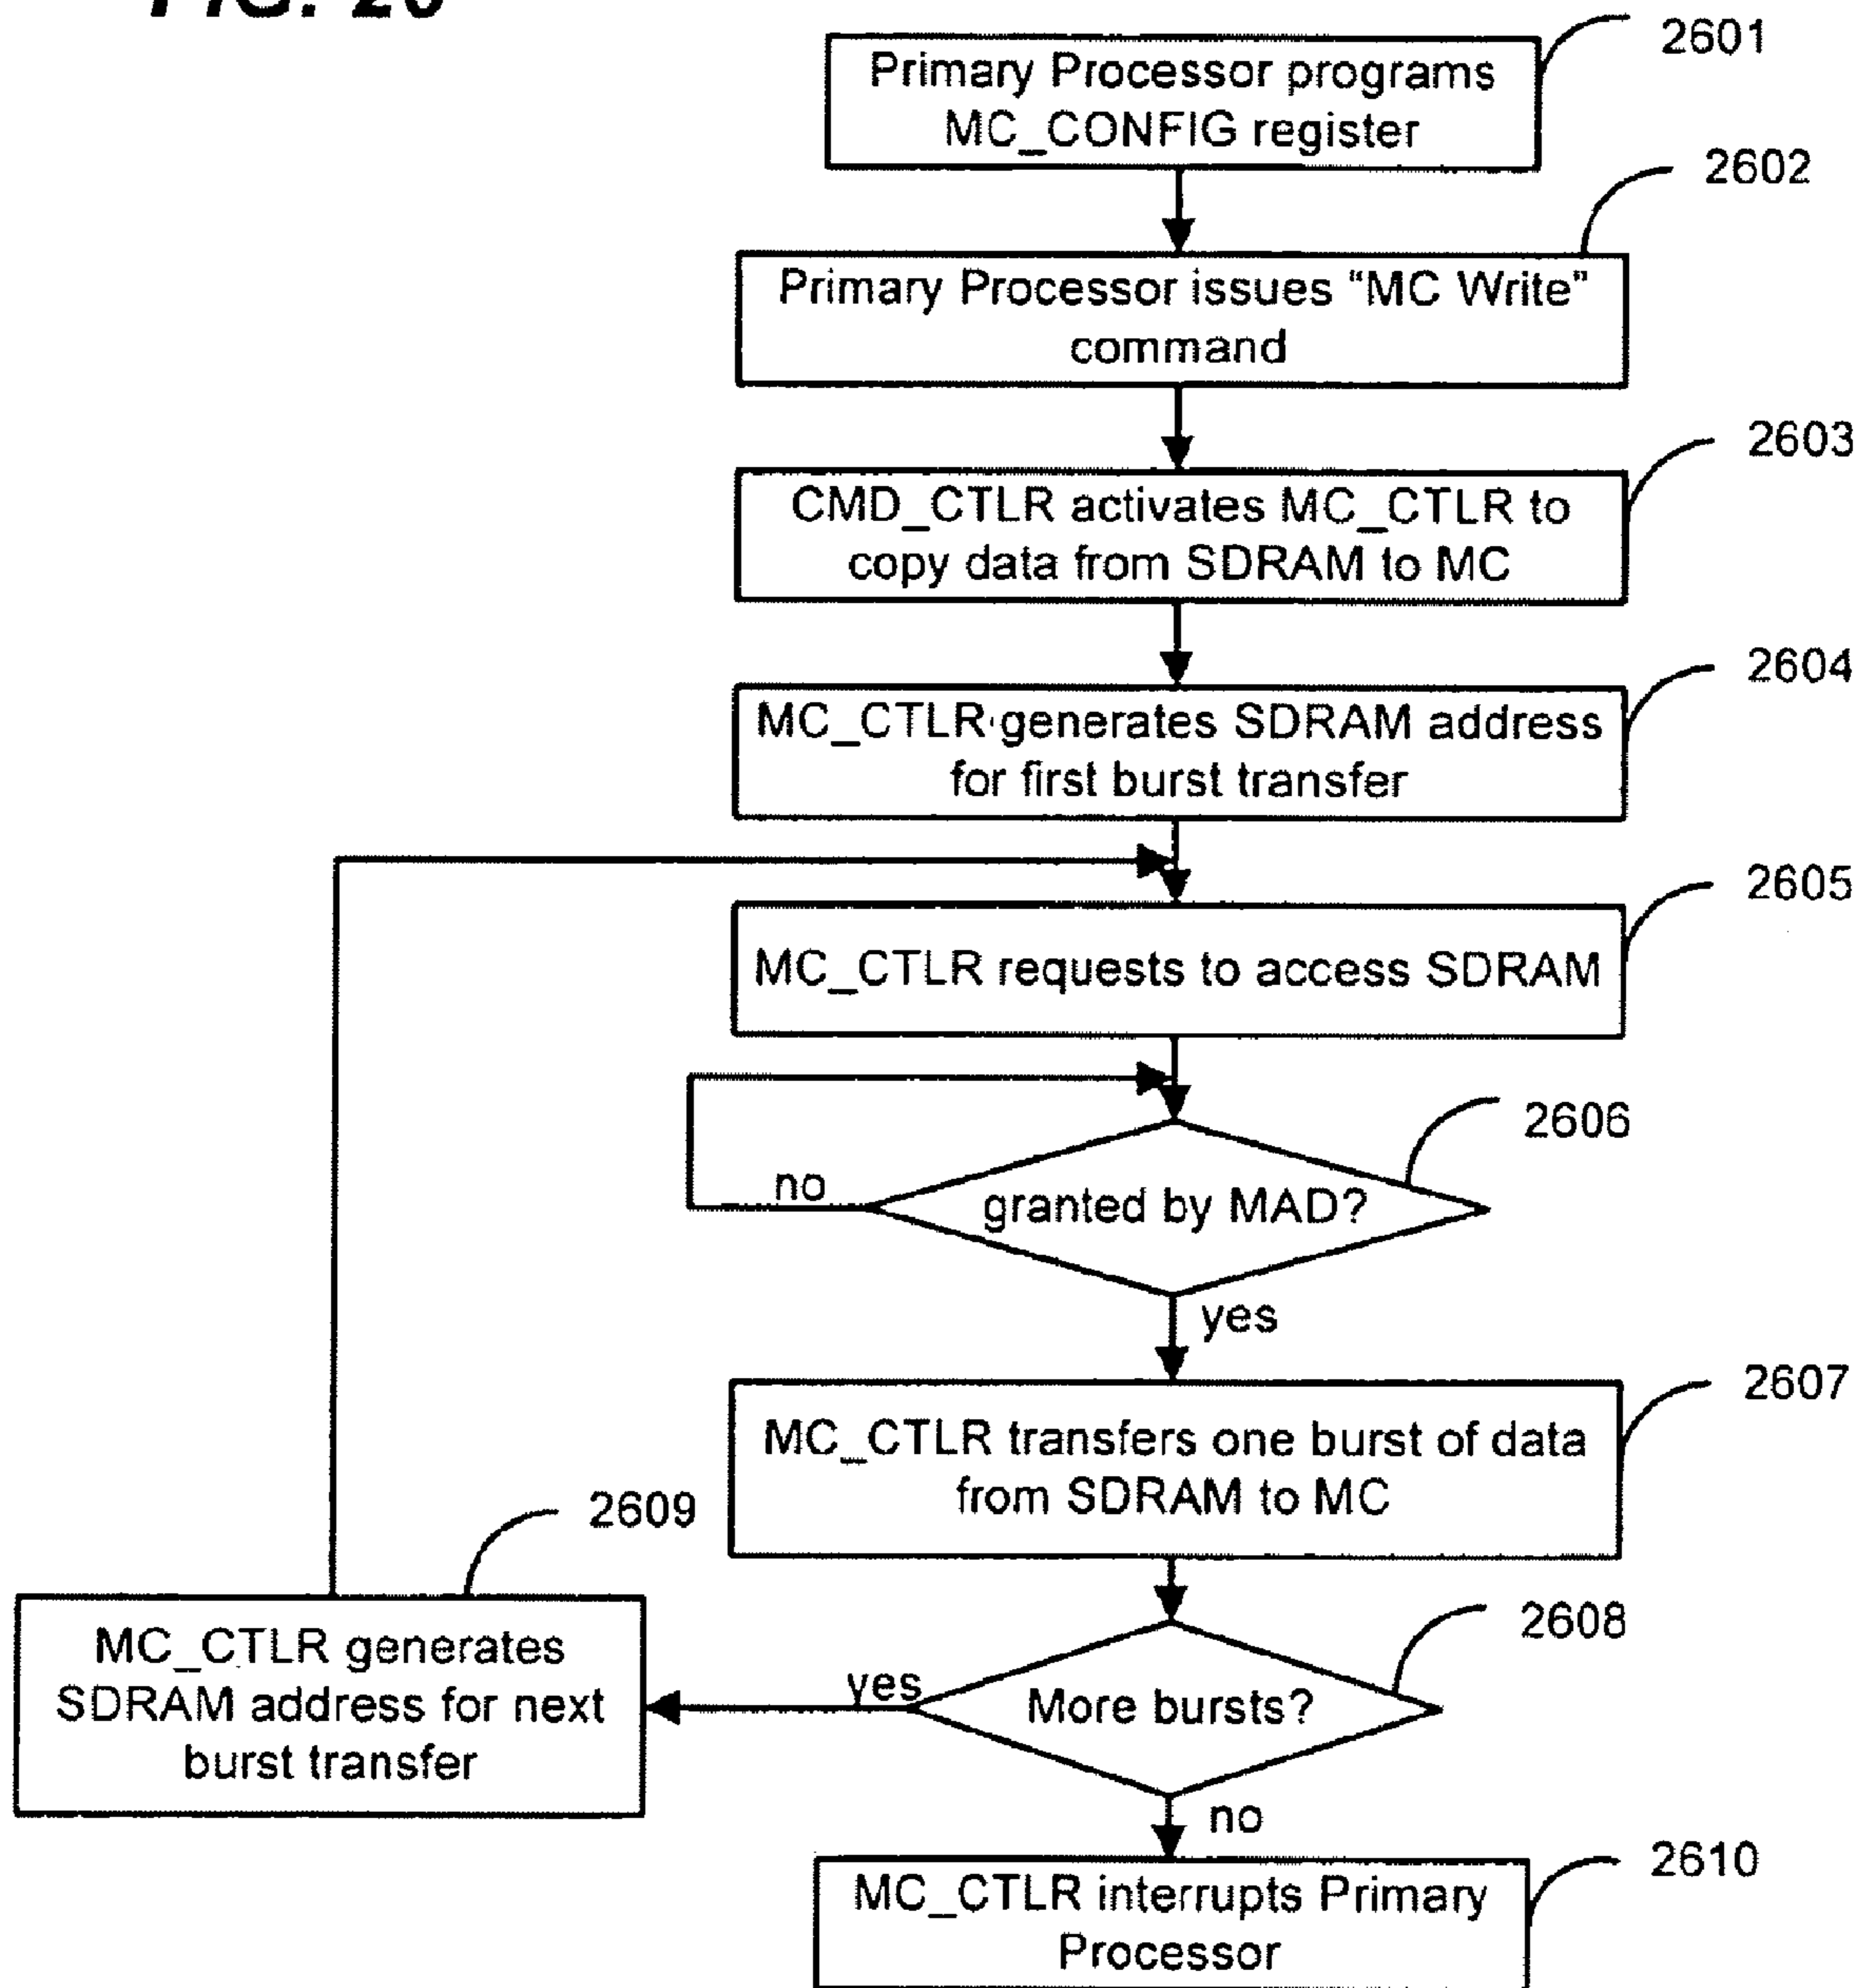 FIG. 26
2601
Primary Processor programs
MC_CONFIG register
2602
Primary Processor issues “MC Write”
command
2603
CMD_CTLR activates MC_CTLR to
copy data from SDRAM to MC
2604
MC_CTLR generates SDRAM address
for first burst transfer
2605
MC_CTLR requests to access SDRAM
2606
no
granted by MAD?
yes
2607
MC_CTLR transfers one burst of data
from SDRAM to MC
2609
MC_CTLR generates
SDRAM address for next
burst transfer
2608
yes
More bursts?
no
2610
MC_CTLR interrupts Primary
Processor